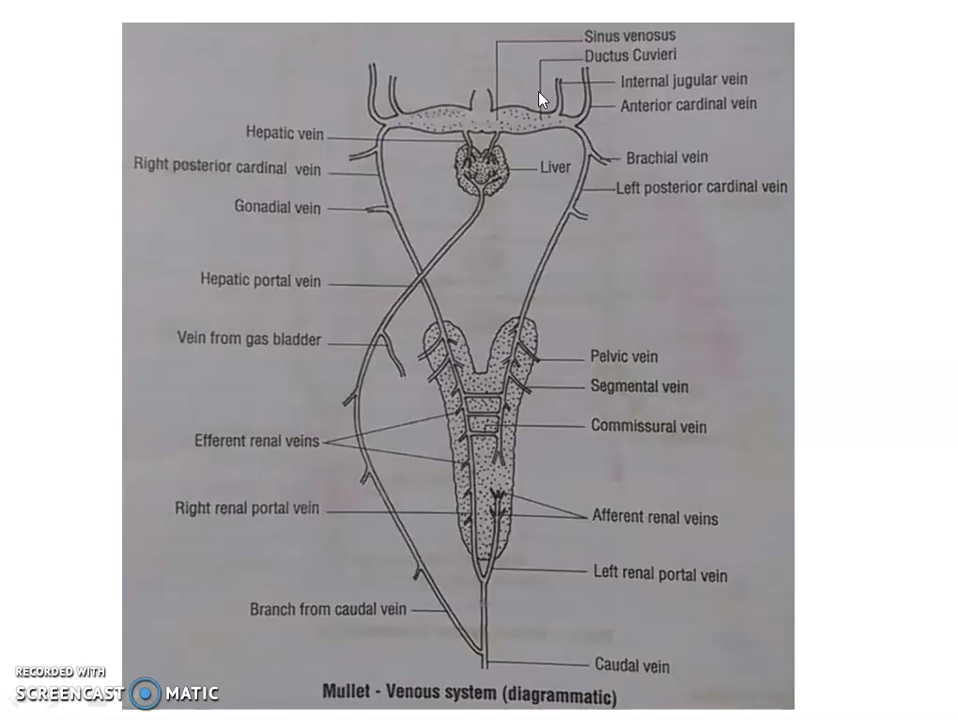 Sinus venosus
Ductus Cuvieri
Internal jugular vein
Anterior cardinal vein
Hepatic vein
Brachial vein
Right posterior cardinal vein
Liver
Left posterior cardinal vein
Gonadial vein
Hepatic portal vein
Vein from gas bladder
Pelvic vein
Segmental vein
Commissural vein
Efferent renal veins
Right renal portal vein
Afferent renal veins
Left renal portal vein
Branch from caudal vein
Caudal vein
Mullet - Venous system (diagrammatic)
RECORDED WITH
SCREENCAST MATIC